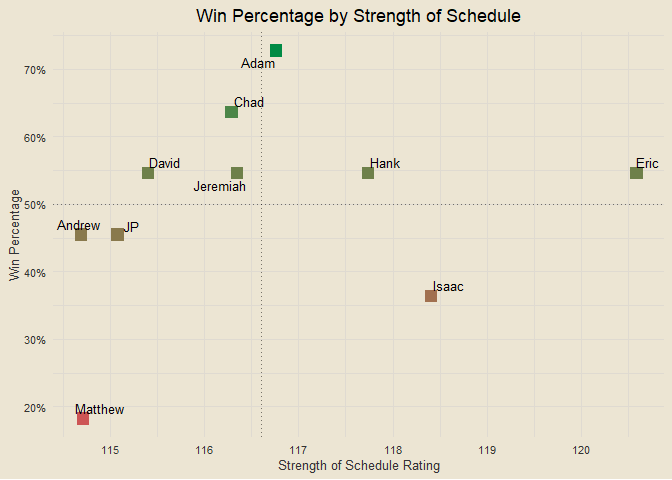 Win Percentage by Strength of Schedule
Adam
70%
Chad
60%
David
Hank
Eric
Jeremiah
50%
Andrew
JP
40%
Isaac
30%
Matthew
20%
Win Percentage
115 116 117 118 119 120
Strength of Schedule Rating